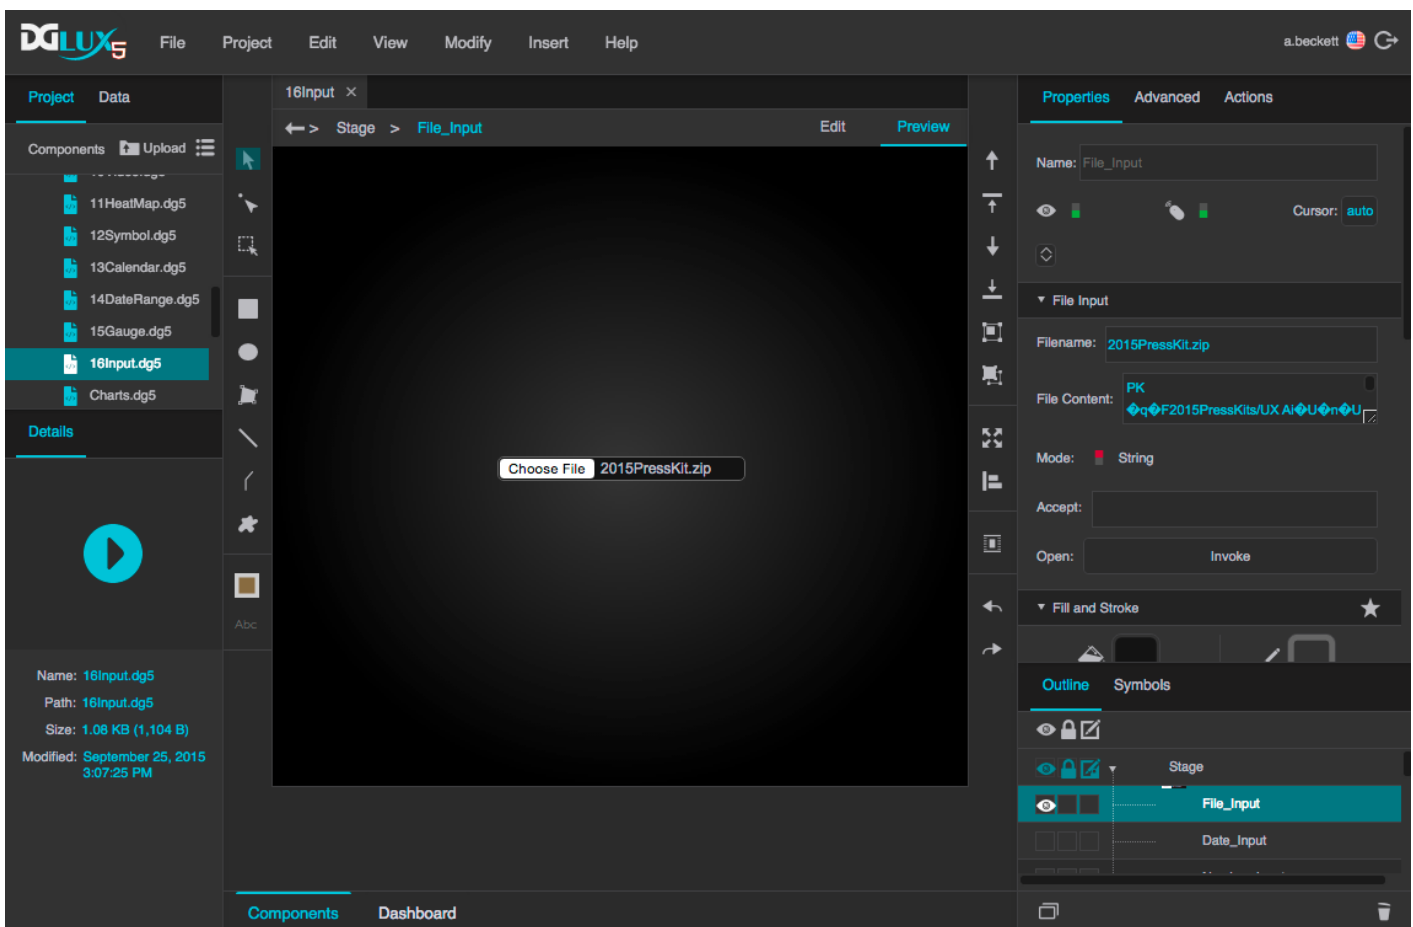 DGLUX5 File Project Edit View Modify Insert Help a.beckett
Project Data
Components Upload
11HeatMap.dg5
12Symbol.dg5
13Calendar.dg5
14DateRange.dg5
15Gauge.dg5
16Input.dg5
Charts.dg5
Details
Name: 16Input.dg5
Path: 16Input.dg5
Size: 1.08 KB (1,104 B)
Modified: September 25, 2015
3:07:25 PM
Abc
16Input ×
> Stage > File_Input Edit Preview
Choose File 2015PressKit.zip
Components Dashboard
Properties Advanced Actions
Name: File_Input
Cursor: auto
File Input
Filename: 2015PressKit.zip
File Content: PK
�q�F2015PressKits/UX Ai�U�n�U
Mode: String
Accept:
Open: Invoke
Fill and Stroke
Outline Symbols
Stage
File_Input
Date_Input